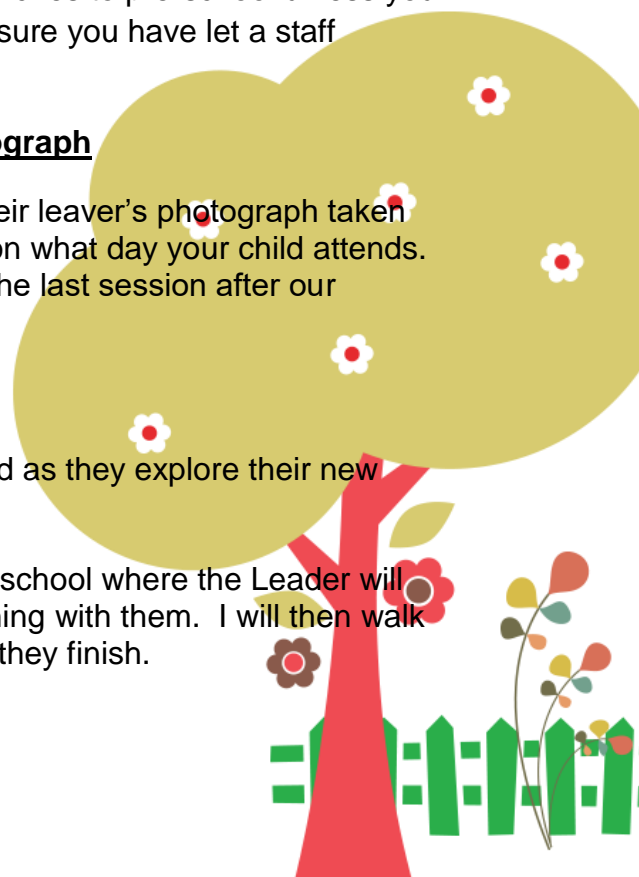 sure you have let a staff
ograph
eir leaver's photograph taken
on what day your child attends.
he last session after our
d as they explore their new
school where the Leader will
ning with them.  I will then walk
they finish.